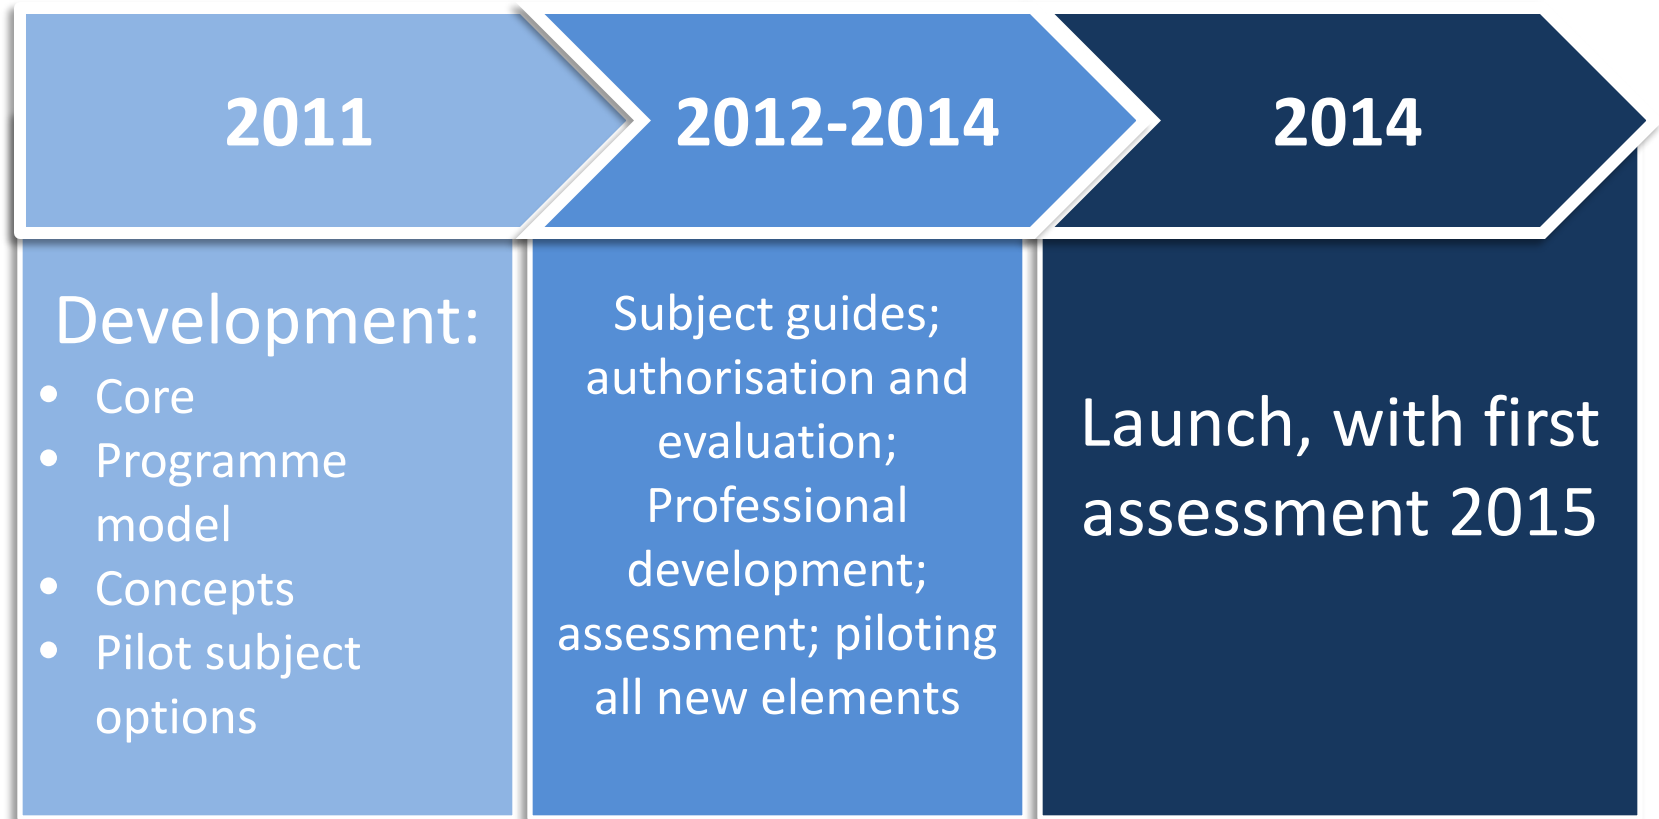 2011
Development:
• Core
• Programme
model
• Concepts
• Pilot subject
options
2012-2014
Subject guides;
authorisation and
evaluation;
Professional
development;
assessment; piloting
all new elements
2014
Launch, with first
assessment 2015